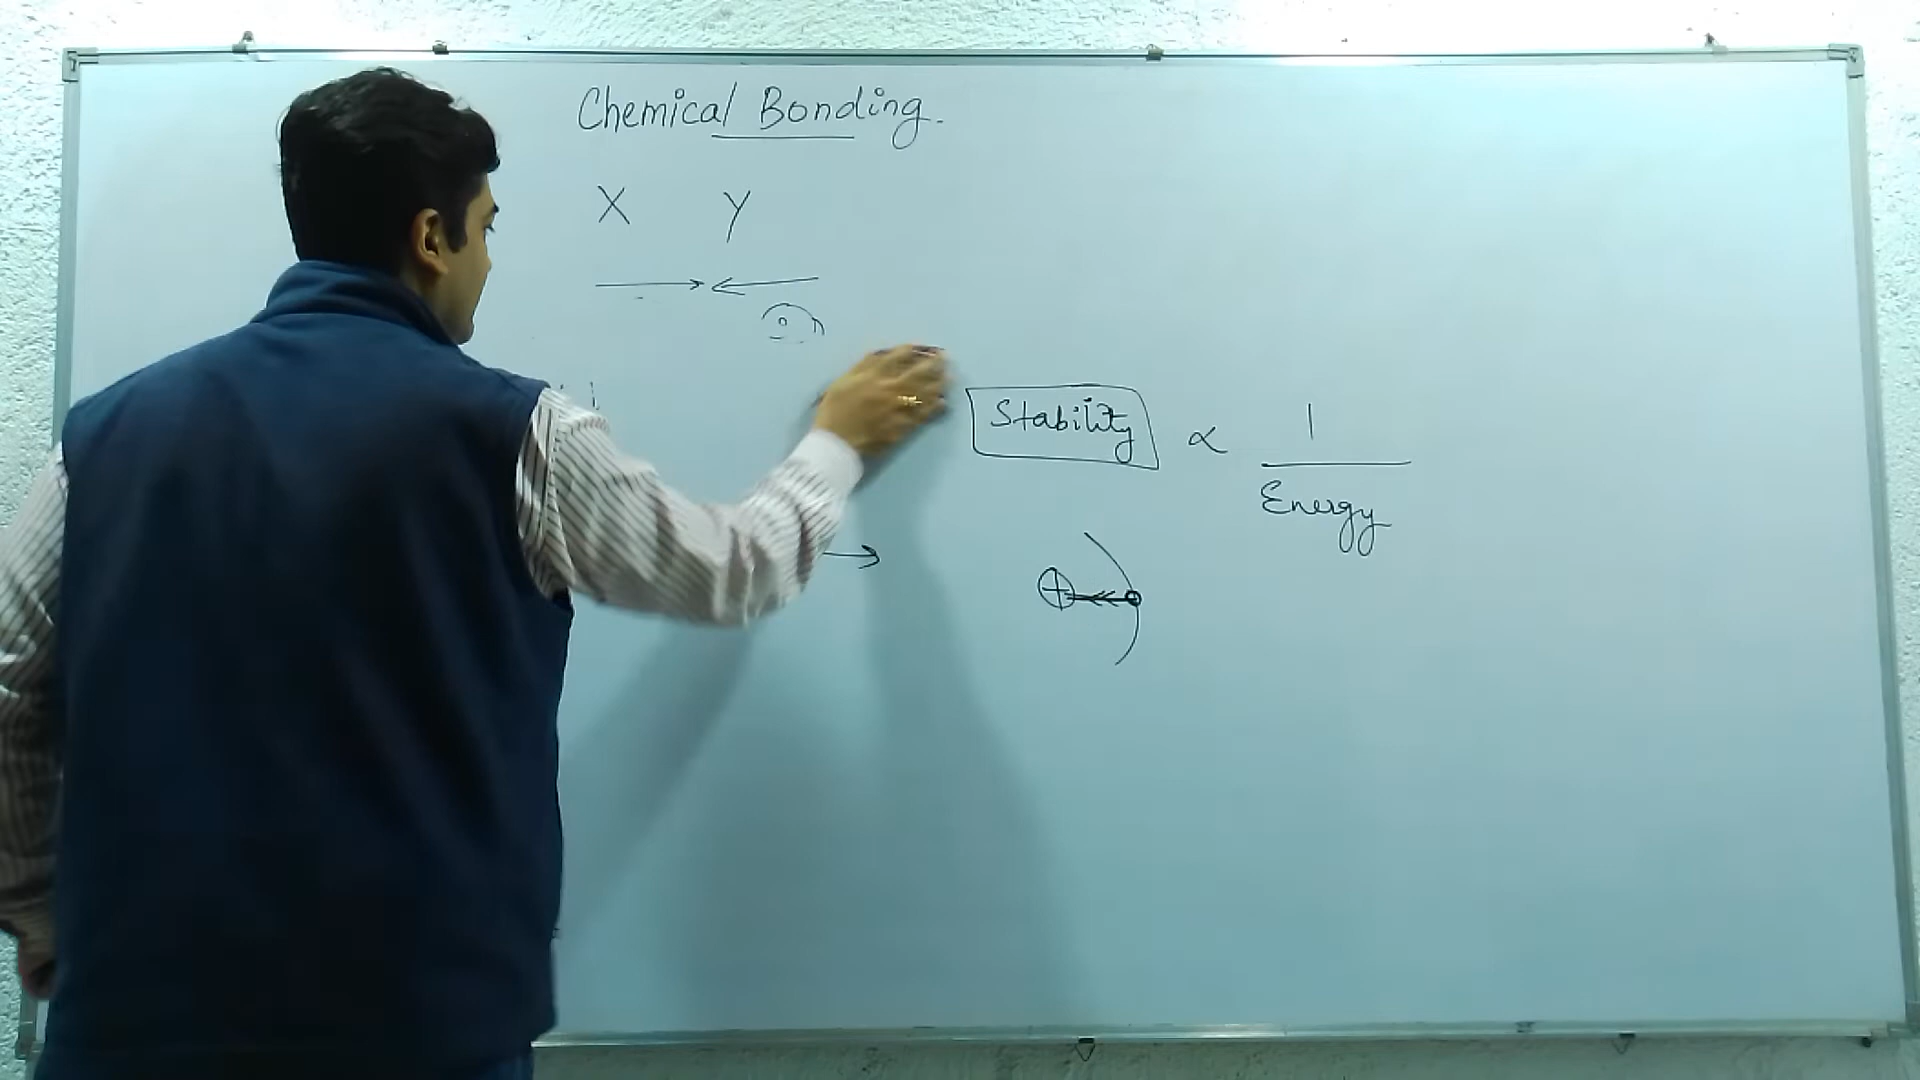 Chemical Bonding.
X Y
Stability ∝ 1
Energy
+